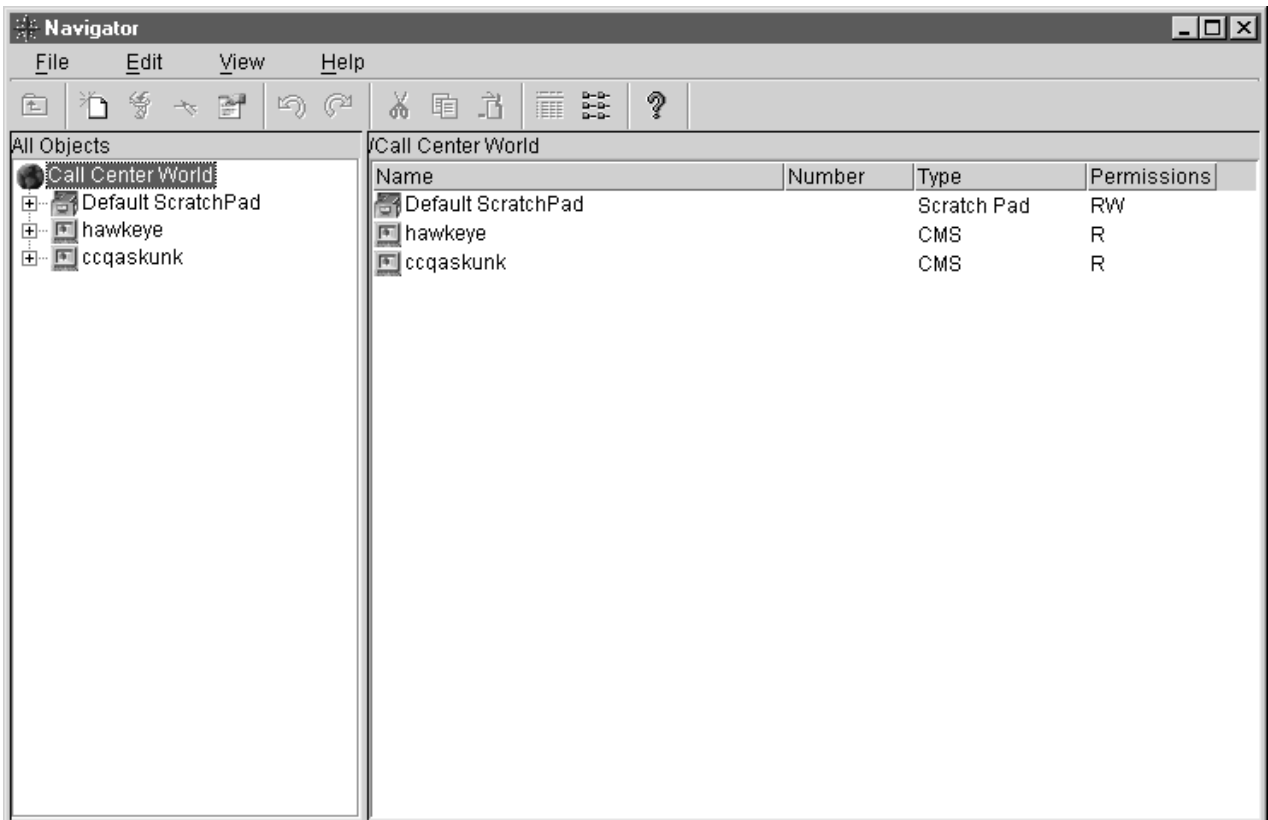 Navigator
File Edit View Help
All Objects
/Call Center World
Call Center World
Default ScratchPad
hawkeye
ccqaskunk
Name Number Type Permissions
Default ScratchPad Scratch Pad RW
hawkeye CMS R
ccqaskunk CMS R